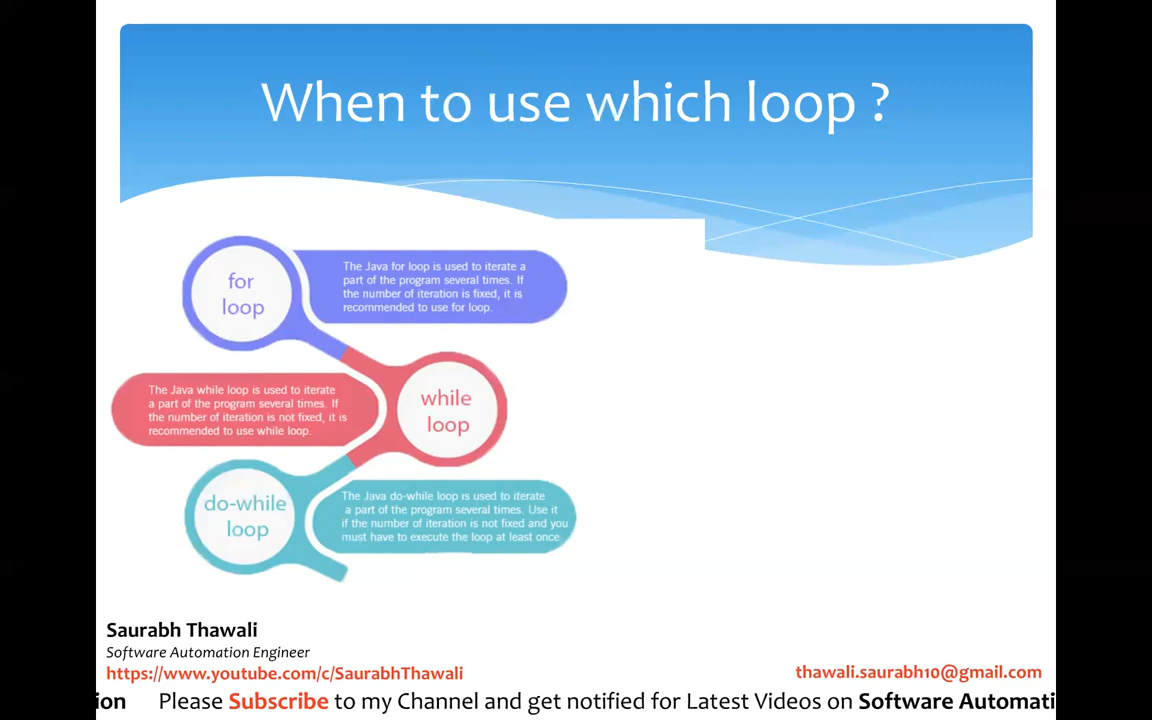 When to use which loop ?
for
loop
The Java for loop is used to iterate a
part of the program several times. If
the number of iteration is fixed, it is
recommended to use for loop.
The Java while loop is used to iterate
a part of the program several times. If
the number of iteration is not fixed, it is
recommended to use while loop.
while
loop
do-while
loop
The Java do-while loop is used to iterate
a part of the program several times. Use it
if the number of iteration is not fixed and you
must have to execute the loop at least once
Saurabh Thawali
Software Automation Engineer
https://www.youtube.com/c/SaurabhThawali
thawali.saurabh10@gmail.com
ion Please Subscribe to my Channel and get notified for Latest Videos on Software Automati